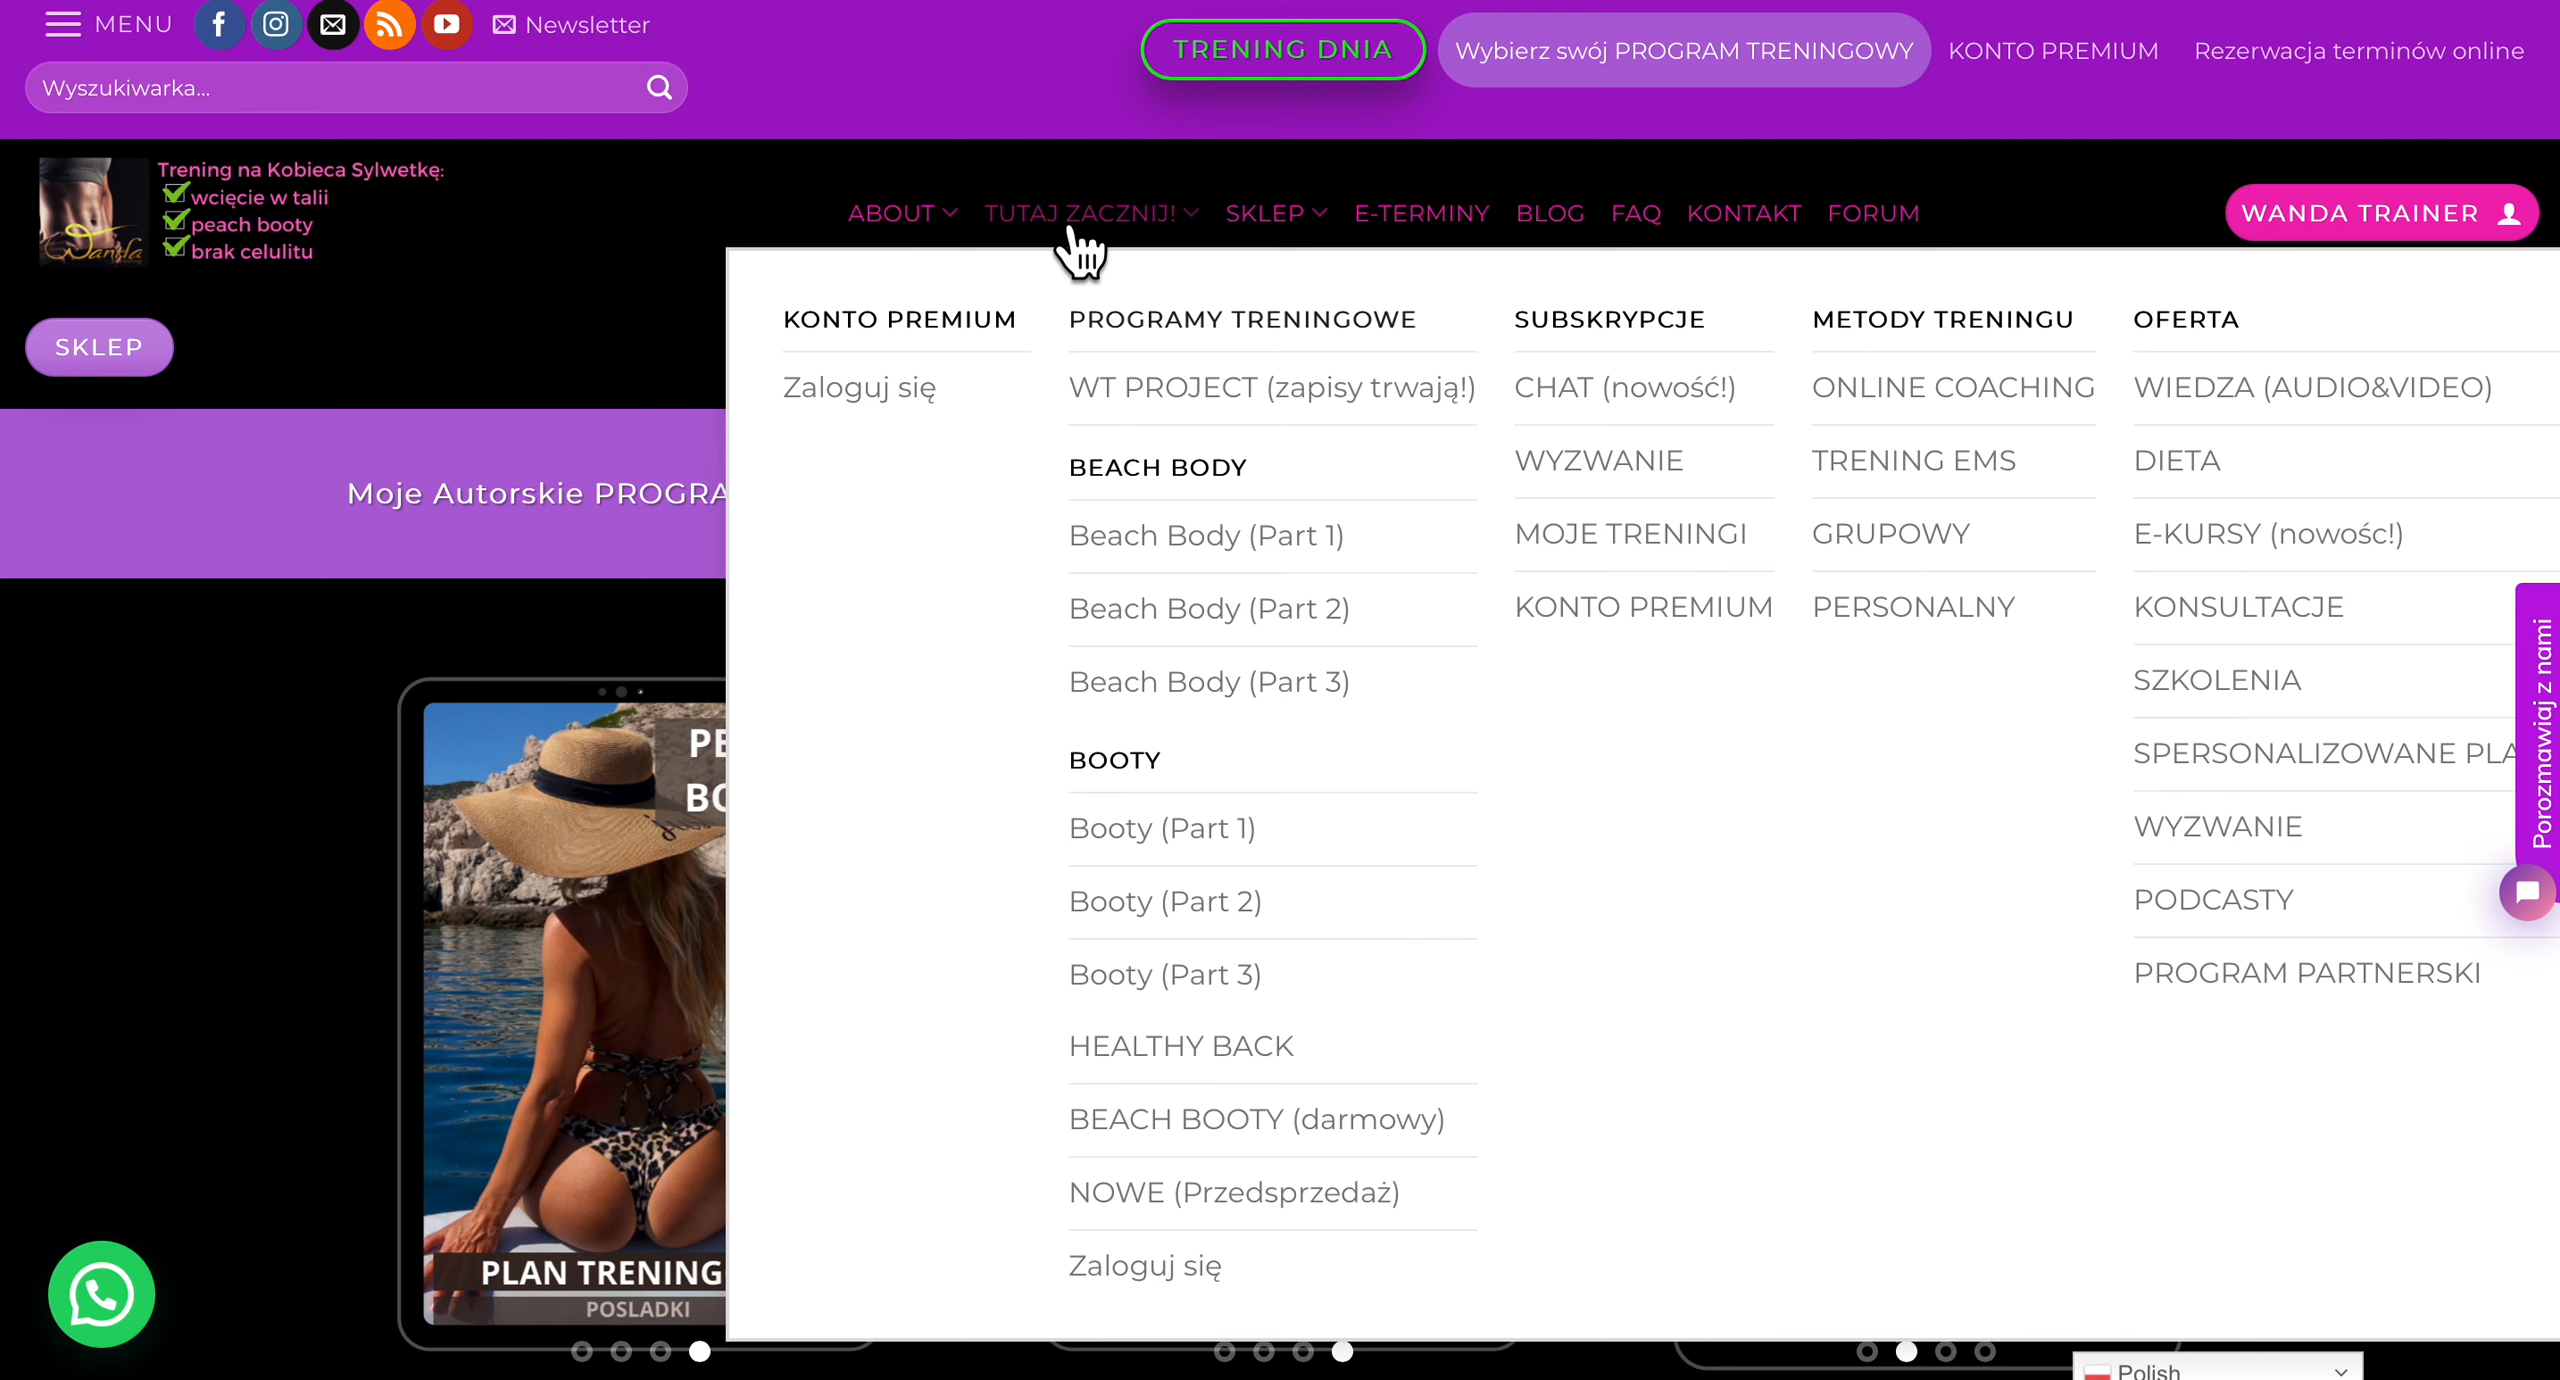 MENU
Newsletter
TRENING DNIA
Wybierz swój PROGRAM TRENINGOWY
KONTO PREMIUM
Rezerwacja terminów online
Wyszukiwarka...
Trening na Kobieca Sylwetkę:
wcięcie w talii
peach booty
brak celulitu
Wanda
ABOUT
TUTAJ ZACZNIJ!
SKLEP
E-TERMINY
BLOG
FAQ
KONTAKT
FORUM
WANDA TRAINER
SKLEP
Moje Autorskie PROGRA
KONTO PREMIUM
Zaloguj się
PROGRAMY TRENINGOWE
WT PROJECT (zapisy trwają!)
BEACH BODY
Beach Body (Part 1)
Beach Body (Part 2)
Beach Body (Part 3)
BOOTY
Booty (Part 1)
Booty (Part 2)
Booty (Part 3)
HEALTHY BACK
BEACH BOOTY (darmowy)
NOWE (Przedsprzedaż)
Zaloguj się
SUBSKRYPCJE
CHAT (nowość!)
WYZWANIE
MOJE TRENINGI
KONTO PREMIUM
METODY TRENINGU
ONLINE COACHING
TRENING EMS
GRUPOWY
PERSONALNY
OFERTA
WIEDZA (AUDIO&VIDEO)
DIETA
E-KURSY (nowośc!)
KONSULTACJE
SZKOLENIA
SPERSONALIZOWANE PLA
WYZWANIE
PODCASTY
PROGRAM PARTNERSKI
Porozmawiaj z nami
PE
BO
PLAN TRENING
POSLADKI
Polish